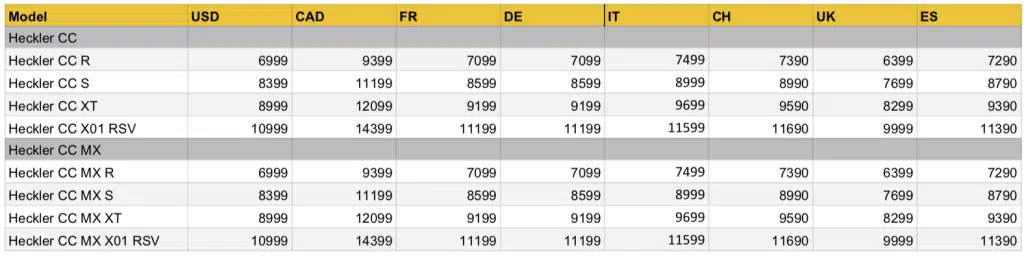 Model USD CAD FR DE IT CH UK ES
Heckler CC
Heckler CC R 6999 9399 7099 7099 7499 7390 6399 7290
Heckler CC S 8399 11199 8599 8599 8999 8990 7699 8790
Heckler CC XT 8999 12099 9199 9199 9699 9590 8299 9390
Heckler CC X01 RSV 10999 14399 11199 11199 11599 11690 9999 11390
Heckler CC MX
Heckler CC MX R 6999 9399 7099 7099 7499 7390 6399 7290
Heckler CC MX S 8399 11199 8599 8599 8999 8990 7699 8790
Heckler CC MX XT 8999 12099 9199 9199 9699 9590 8299 9390
Heckler CC MX X01 RSV 10999 14399 11199 11199 11599 11690 9999 11390